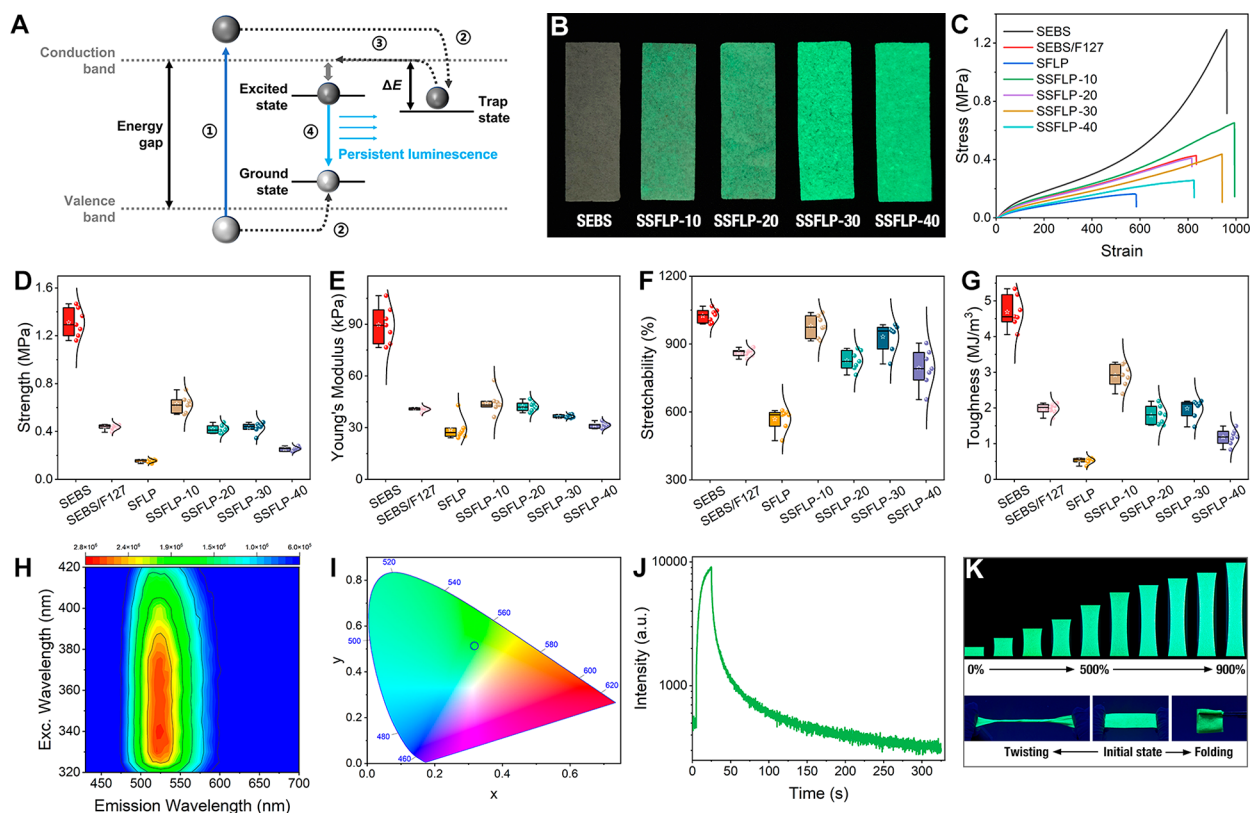 A
Conduction
band
Energy
gap
Valence
band
①
②
③
②
ΔE
Excited
state
Trap
state
④
Persistent luminescence
Ground
state
②
B
SEBS
SSFLP-10
SSFLP-20
SSFLP-30
SSFLP-40
C
Stress (MPa)
1.2
0.8
0.4
0.0
SEBS
SEBS/F127
SFLP
SSFLP-10
SSFLP-20
SSFLP-30
SSFLP-40
0 200 400 600 800 1000
Strain
D
Strength (MPa)
1.6
1.2
0.8
0.4
0.0
SEBS
SEBS/F127
SFLP
SSFLP-10
SSFLP-20
SSFLP-30
SSFLP-40
E
Young's Modulus (kPa)
90
60
30
0
SEBS
SEBS/F127
SFLP
SSFLP-10
SSFLP-20
SSFLP-30
SSFLP-40
F
Stretchability (%)
1200
900
600
300
SEBS
SEBS/F127
SFLP
SSFLP-10
SSFLP-20
SSFLP-30
SSFLP-40
G
Toughness (MJ/m³)
5
4
3
2
1
0
SEBS
SEBS/F127
SFLP
SSFLP-10
SSFLP-20
SSFLP-30
SSFLP-40
H
2.8×10⁶ 2.4×10⁶ 1.9×10⁶ 1.5×10⁶ 1.0×10⁶ 6.0×10⁵
Exc. Wavelength (nm)
420
400
380
360
340
320
450 500 550 600 650 700
Emission Wavelength (nm)
I
y
0.8
0.6
0.4
0.2
0.0
520
540
560
580
600
620
500
480
460
0.0 0.2 0.4 0.6
x
J
Intensity (a.u.)
10000
1000
0 50 100 150 200 250 300
Time (s)
K
0% 500% 900%
Twisting Initial state Folding